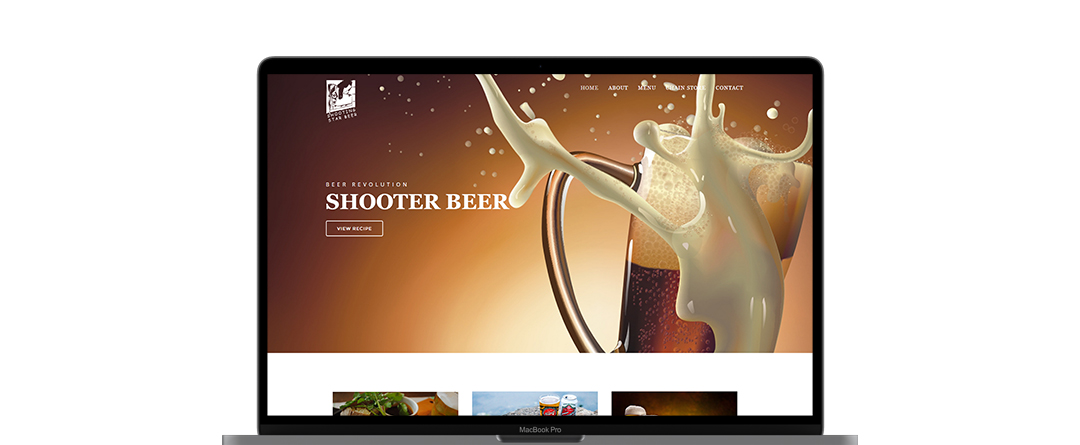 HOME ABOUT MENU CHAIN STORE CONTACT
SHOOTING
STAR BEER
BEER REVOLUTION
SHOOTER BEER
VIEW RECIPE
MacBook Pro